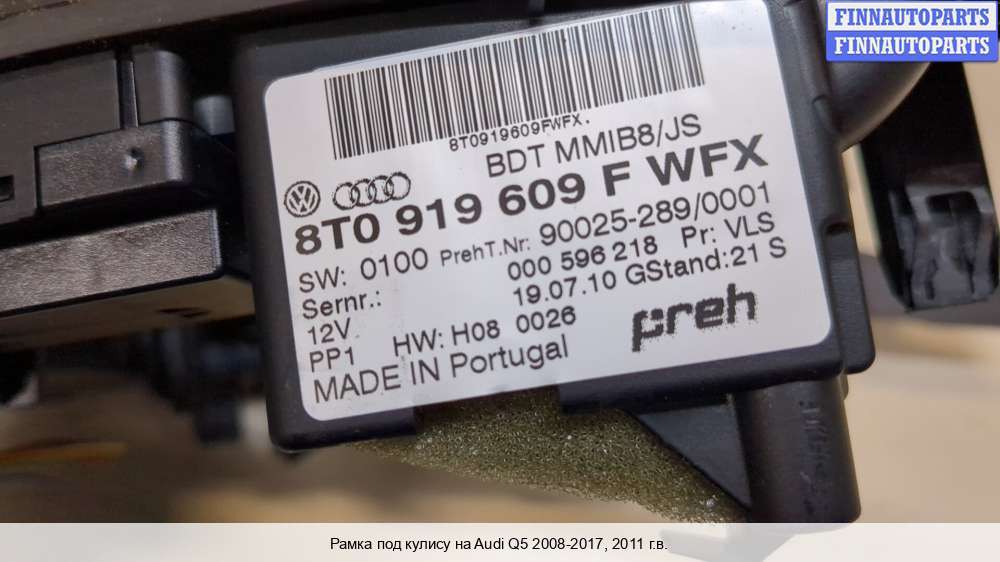 FINNAUTOPARTS
FINNAUTOPARTS
8T0919609FWFX.
BDT MMIB8/JS
8T0 919 609 F WFX
SW: 0100 PrehT.Nr: 90025-289/0001
Sernr.: 000 596 218 Pr: VLS
12V 19.07.10 GStand:21 S
PP1 HW: H08 0026
preh
MADE IN Portugal
Рамка под кулису на Audi Q5 2008-2017, 2011 г.в.